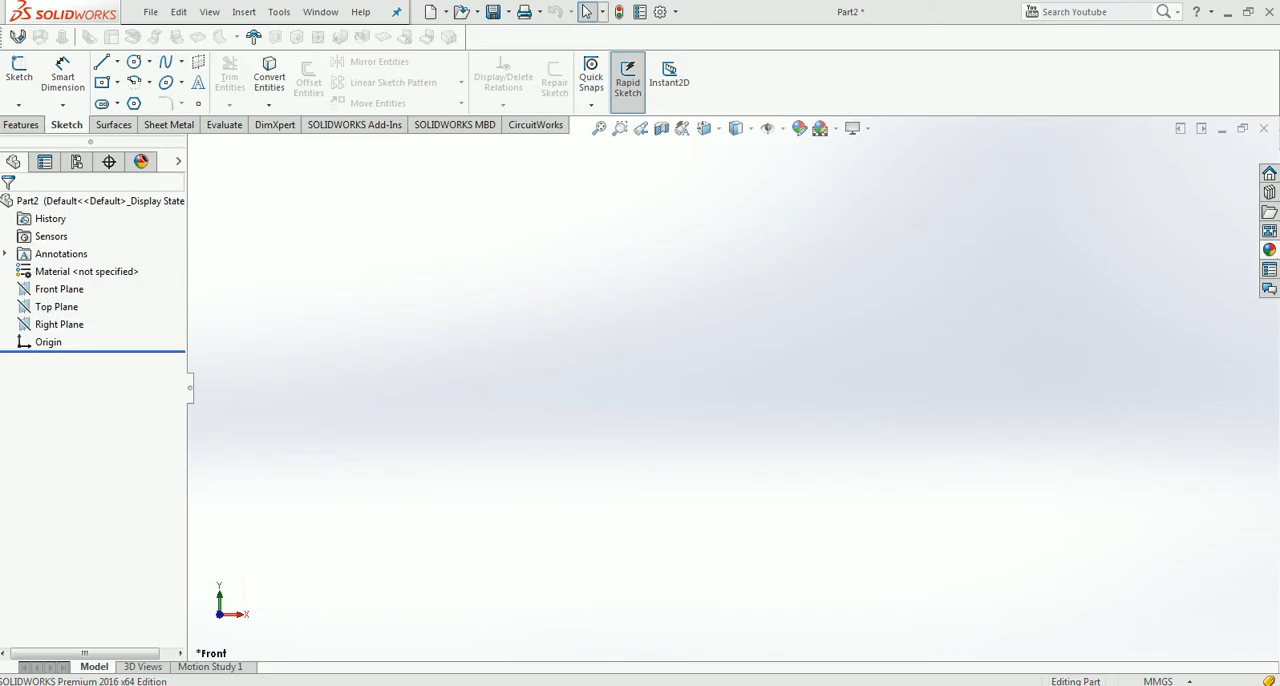 SOLIDWORKS File Edit View Insert Tools Window Help Part2 * You Tube Search Youtube ?
Sketch Smart Dimension Trim Entities Convert Entities Offset Entities Mirror Entities Linear Sketch Pattern Move Entities Display/Delete Relations Repair Sketch Quick Snaps Rapid Sketch Instant2D
Features Sketch Surfaces Sheet Metal Evaluate DimXpert SOLIDWORKS Add-Ins SOLIDWORKS MBD CircuitWorks
Part2 (Default<<Default>_Display State
History
Sensors
Annotations
Material <not specified>
Front Plane
Top Plane
Right Plane
Origin
Y
X
*Front
Model 3D Views Motion Study 1
SOLIDWORKS Premium 2016 x64 Edition Editing Part MMGS